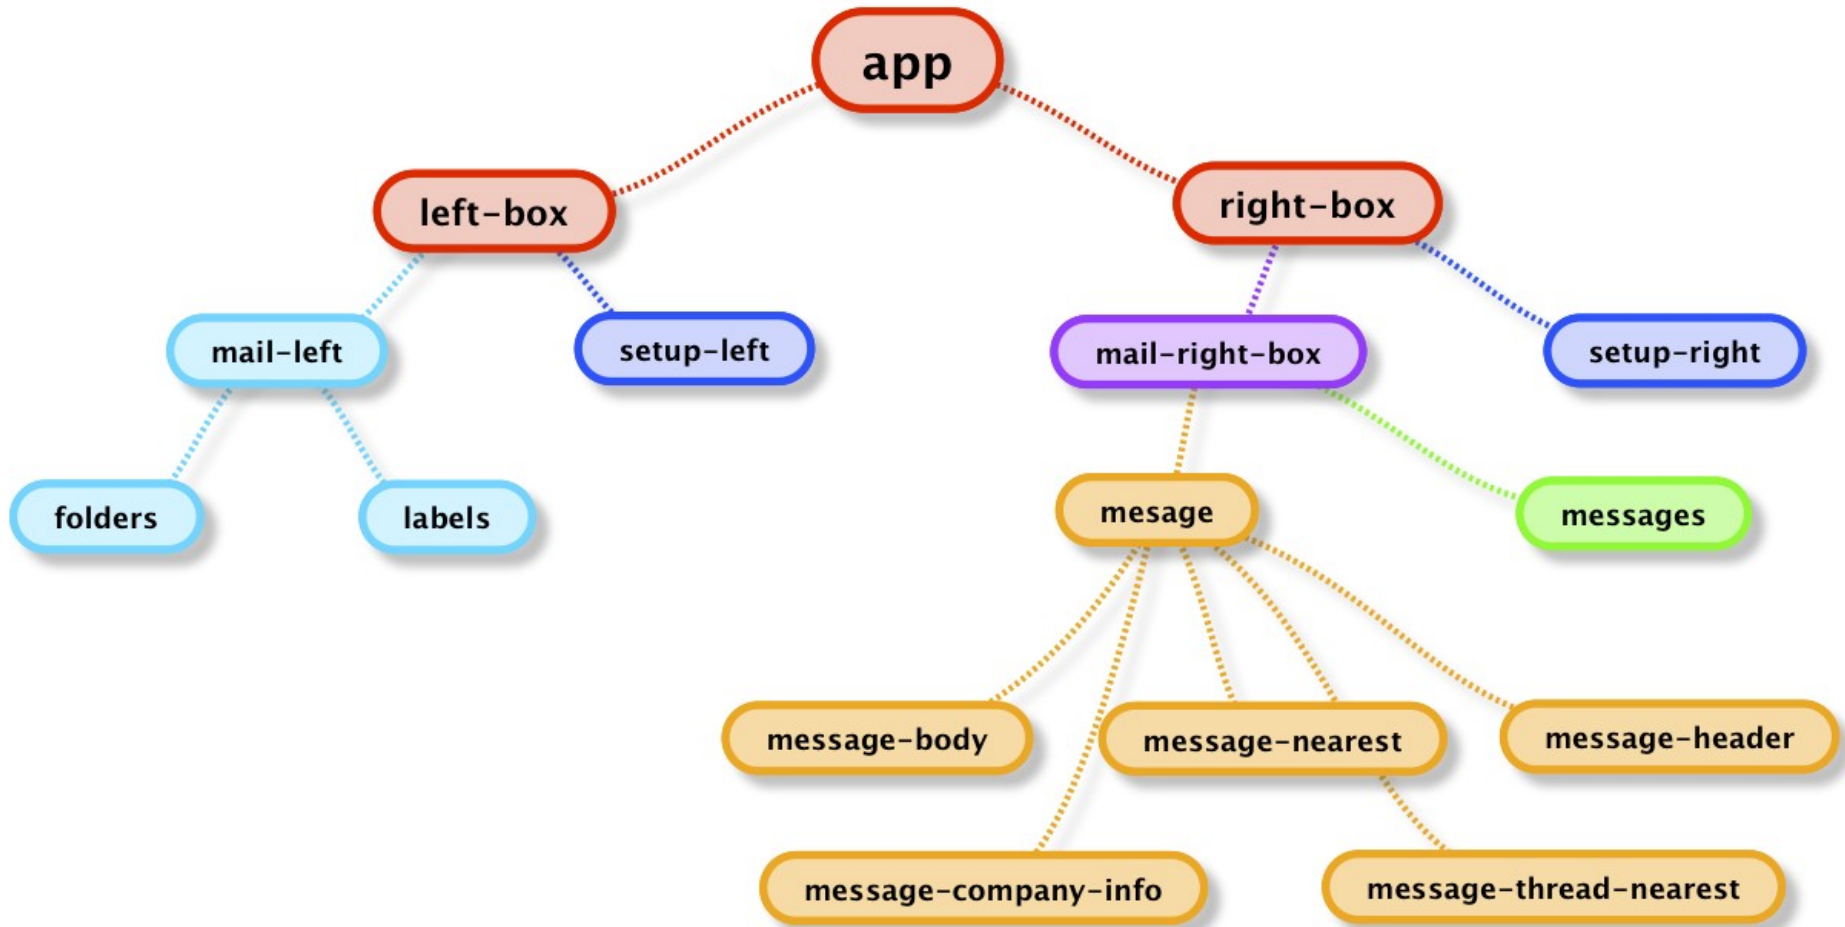 app
left-box
right-box
mail-left
setup-left
mail-right-box
setup-right
folders
labels
mesage
messages
message-body
message-nearest
message-header
message-company-info
message-thread-nearest